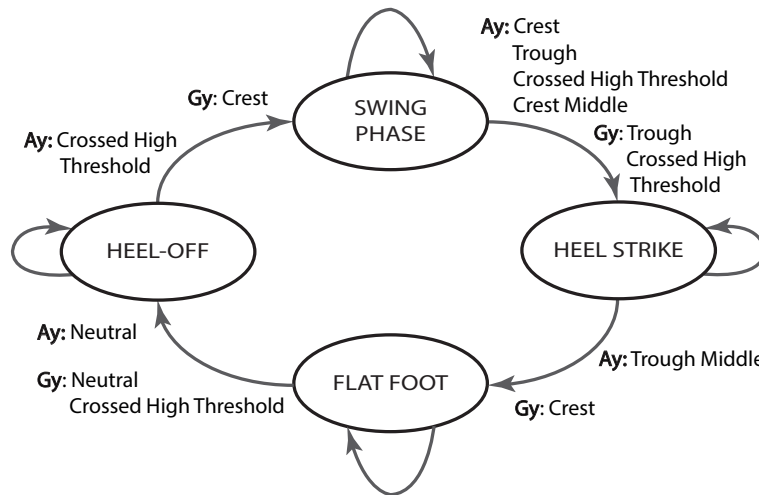 Ay: Crest
Trough
Crossed High Threshold
Crest Middle
Gy: Crest
SWING
PHASE
Ay: Crossed High
Threshold
Gy: Trough
Crossed High
Threshold
HEEL-OFF
HEEL STRIKE
Ay: Neutral
Gy: Neutral
Crossed High Threshold
FLAT FOOT
Ay: Trough Middle
Gy: Crest